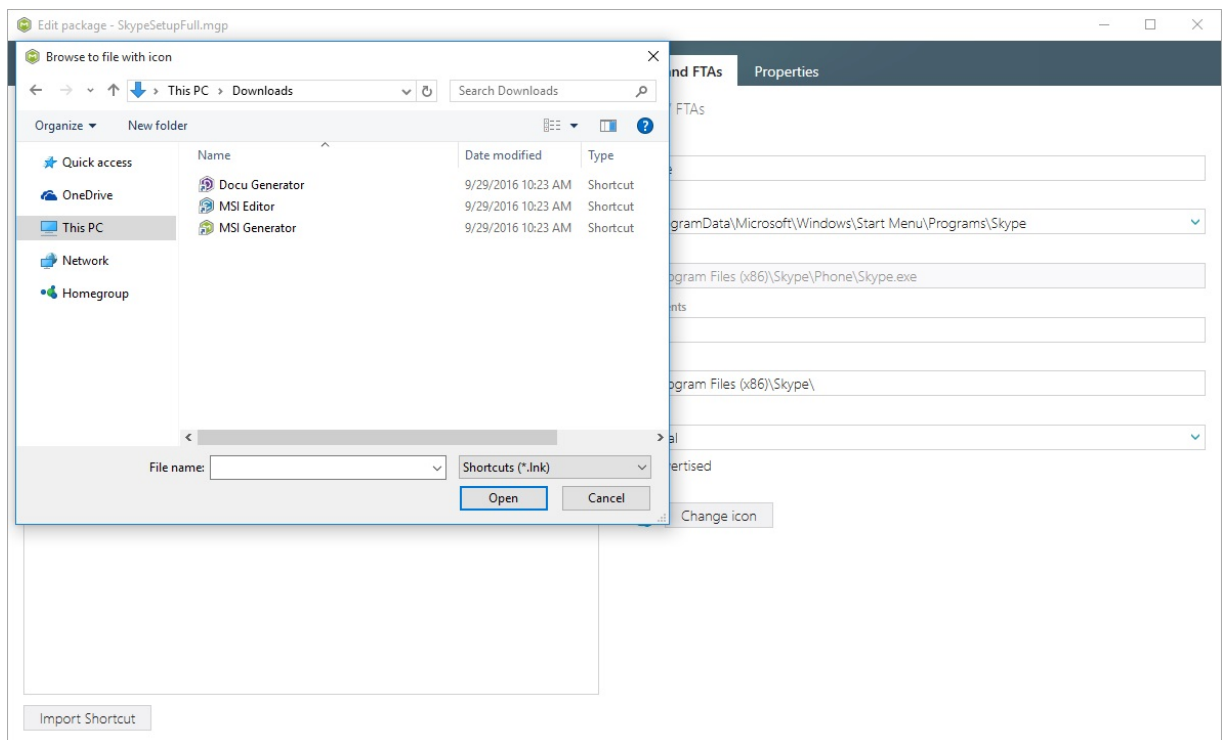 Edit package - SkypeSetupFull.mgp
Browse to file with icon
and FTAs Properties
This PC > Downloads Search Downloads
FTAs
Organize New folder
Name Date modified Type
Quick access
OneDrive
This PC
Network
Homegroup
Docu Generator 9/29/2016 10:23 AM Shortcut
MSI Editor 9/29/2016 10:23 AM Shortcut
MSI Generator 9/29/2016 10:23 AM Shortcut
gramData\Microsoft\Windows\Start Menu\Programs\Skype
ogram Files (x86)\Skype\Phone\Skype.exe
nts
ogram Files (x86)\Skype\
al
ertised
File name: Shortcuts (*.lnk)
Open Cancel
Change icon
Import Shortcut